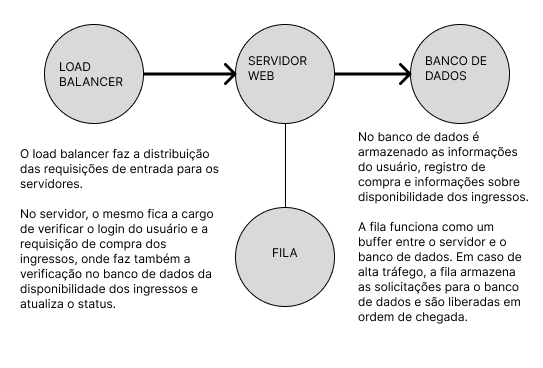 LOAD
BALANCER
SERVIDOR
WEB
BANCO DE
DADOS
O load balancer faz a distribuição
das requisições de entrada para os
servidores.
No servidor, o mesmo fica a cargo
de verificar o login do usuário e a
requisição de compra dos
ingressos, onde faz também a
verificação no banco de dados da
disponibilidade dos ingressos e
atualiza o status.
FILA
No banco de dados é
armazenado as informações
do usuário, registro de
compra e informações sobre
disponibilidade dos ingressos.
A fila funciona como um
buffer entre o servidor e o
banco de dados. Em caso de
alta tráfego, a fila armazena
as solicitações para o banco
de dados e são liberadas em
ordem de chegada.